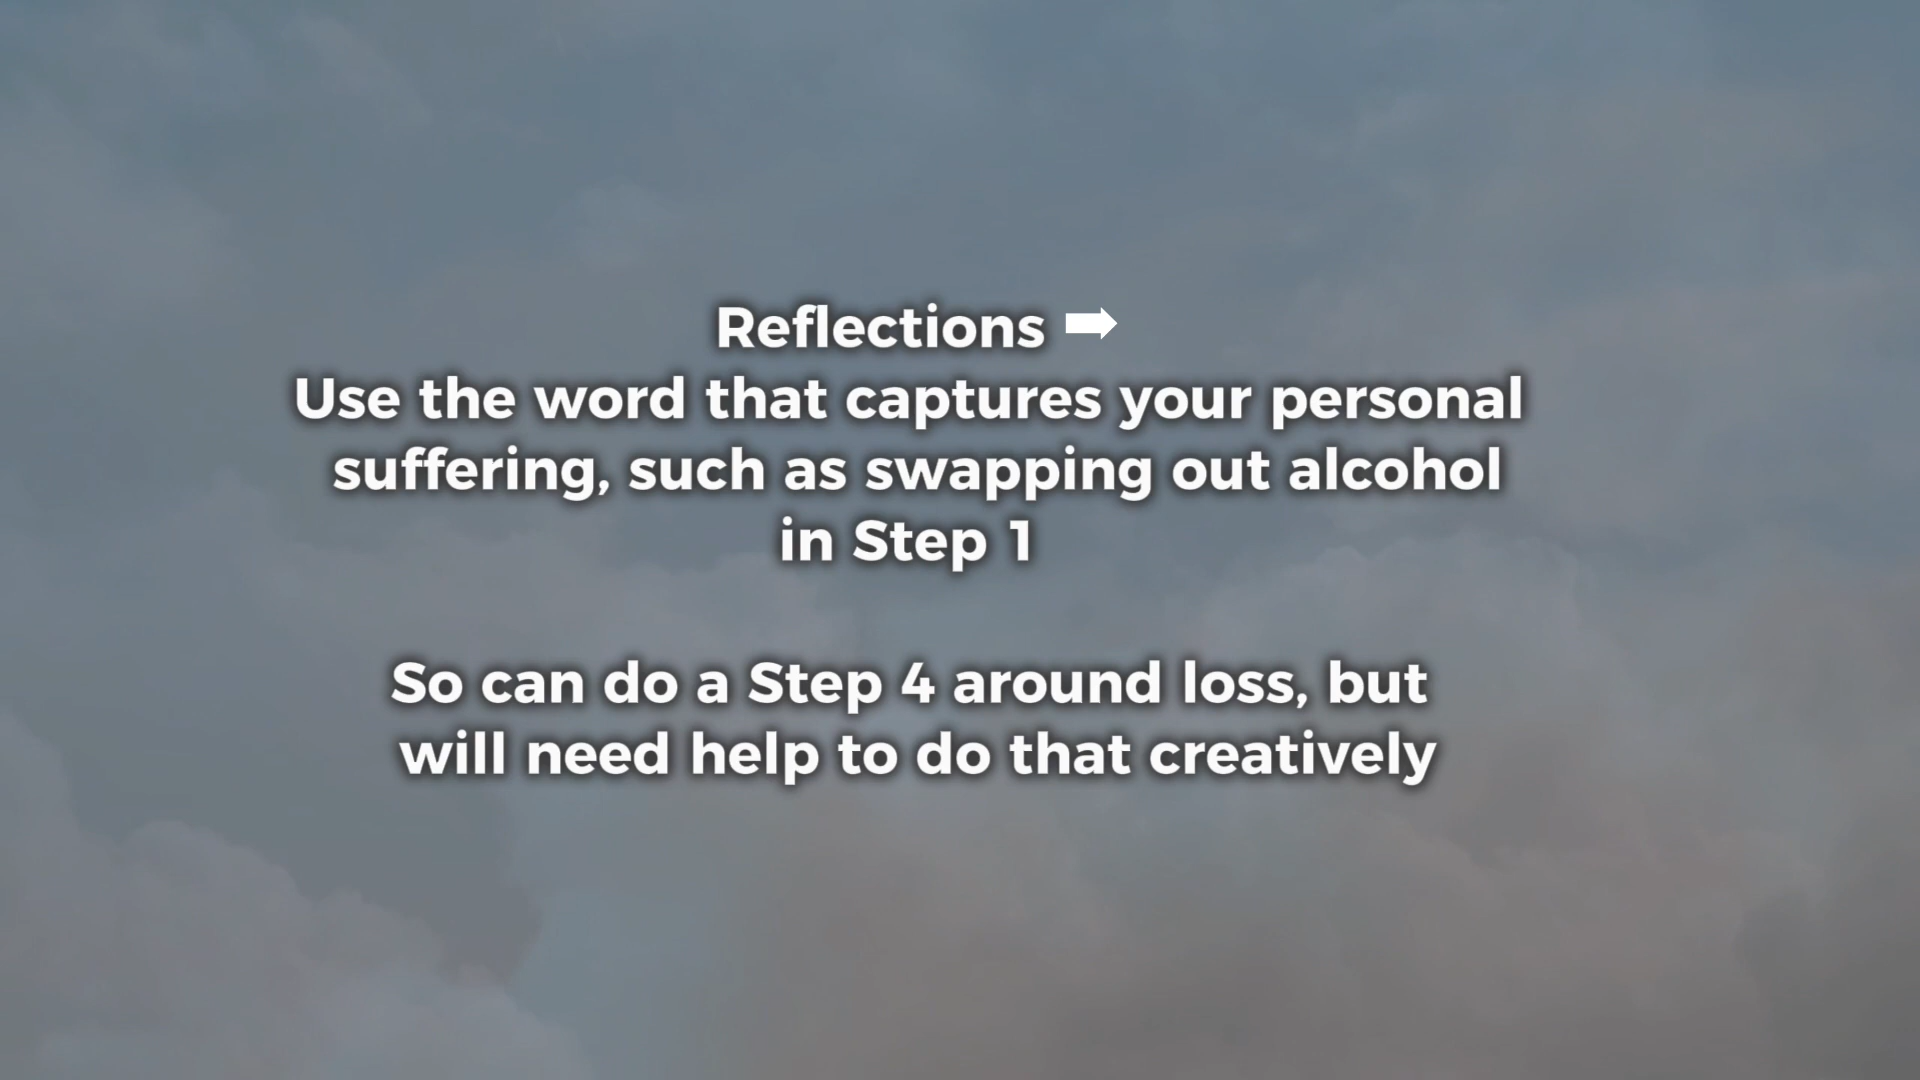 Reflections ➡
Use the word that captures your personal
suffering, such as swapping out alcohol
in Step 1
So can do a Step 4 around loss, but
will need help to do that creatively